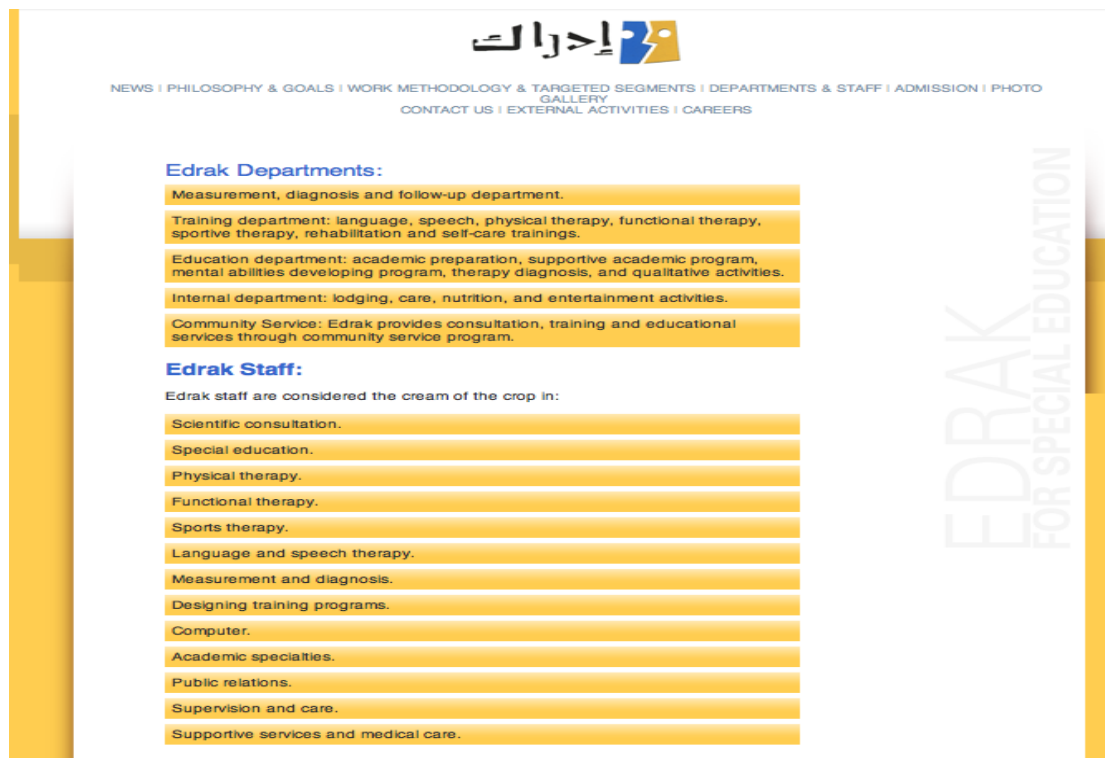 إدراك
NEWS | PHILOSOPHY & GOALS | WORK METHODOLOGY & TARGETED SEGMENTS | DEPARTMENTS & STAFF | ADMISSION | PHOTO
GALLERY
CONTACT US | EXTERNAL ACTIVITIES | CAREERS
Edrak Departments:
Measurement, diagnosis and follow-up department.
Training department: language, speech, physical therapy, functional therapy,
sportive therapy, rehabilitation and self-care trainings.
Education department: academic preparation, supportive academic program,
mental abilities developing program, therapy diagnosis, and qualitative activities.
Internal department: lodging, care, nutrition, and entertainment activities.
Community Service: Edrak provides consultation, training and educational
services through community service program.
Edrak Staff:
Edrak staff are considered the cream of the crop in:
Scientific consultation.
Special education.
Physical therapy.
Functional therapy.
Sports therapy.
Language and speech therapy.
Measurement and diagnosis.
Designing training programs.
Computer.
Academic specialties.
Public relations.
Supervision and care.
Supportive services and medical care.
EDRAK
FOR SPECIAL EDUCATION